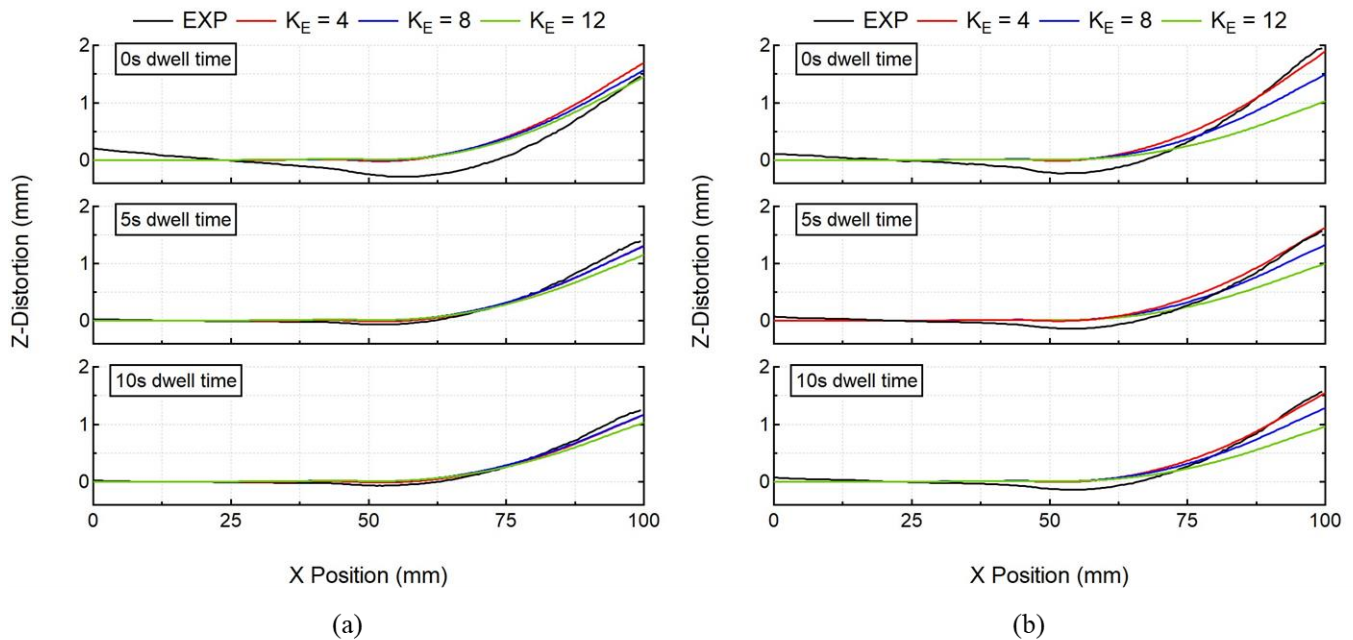 EXP K_E = 4 K_E = 8 K_E = 12
2
0s dwell time
1
0
2
5s dwell time
1
0
2
10s dwell time
1
0
0 25 50 75 100
Z-Distortion (mm)
X Position (mm)
(a)
EXP K_E = 4 K_E = 8 K_E = 12
2
0s dwell time
1
0
2
5s dwell time
1
0
2
10s dwell time
1
0
0 25 50 75 100
Z-Distortion (mm)
X Position (mm)
(b)